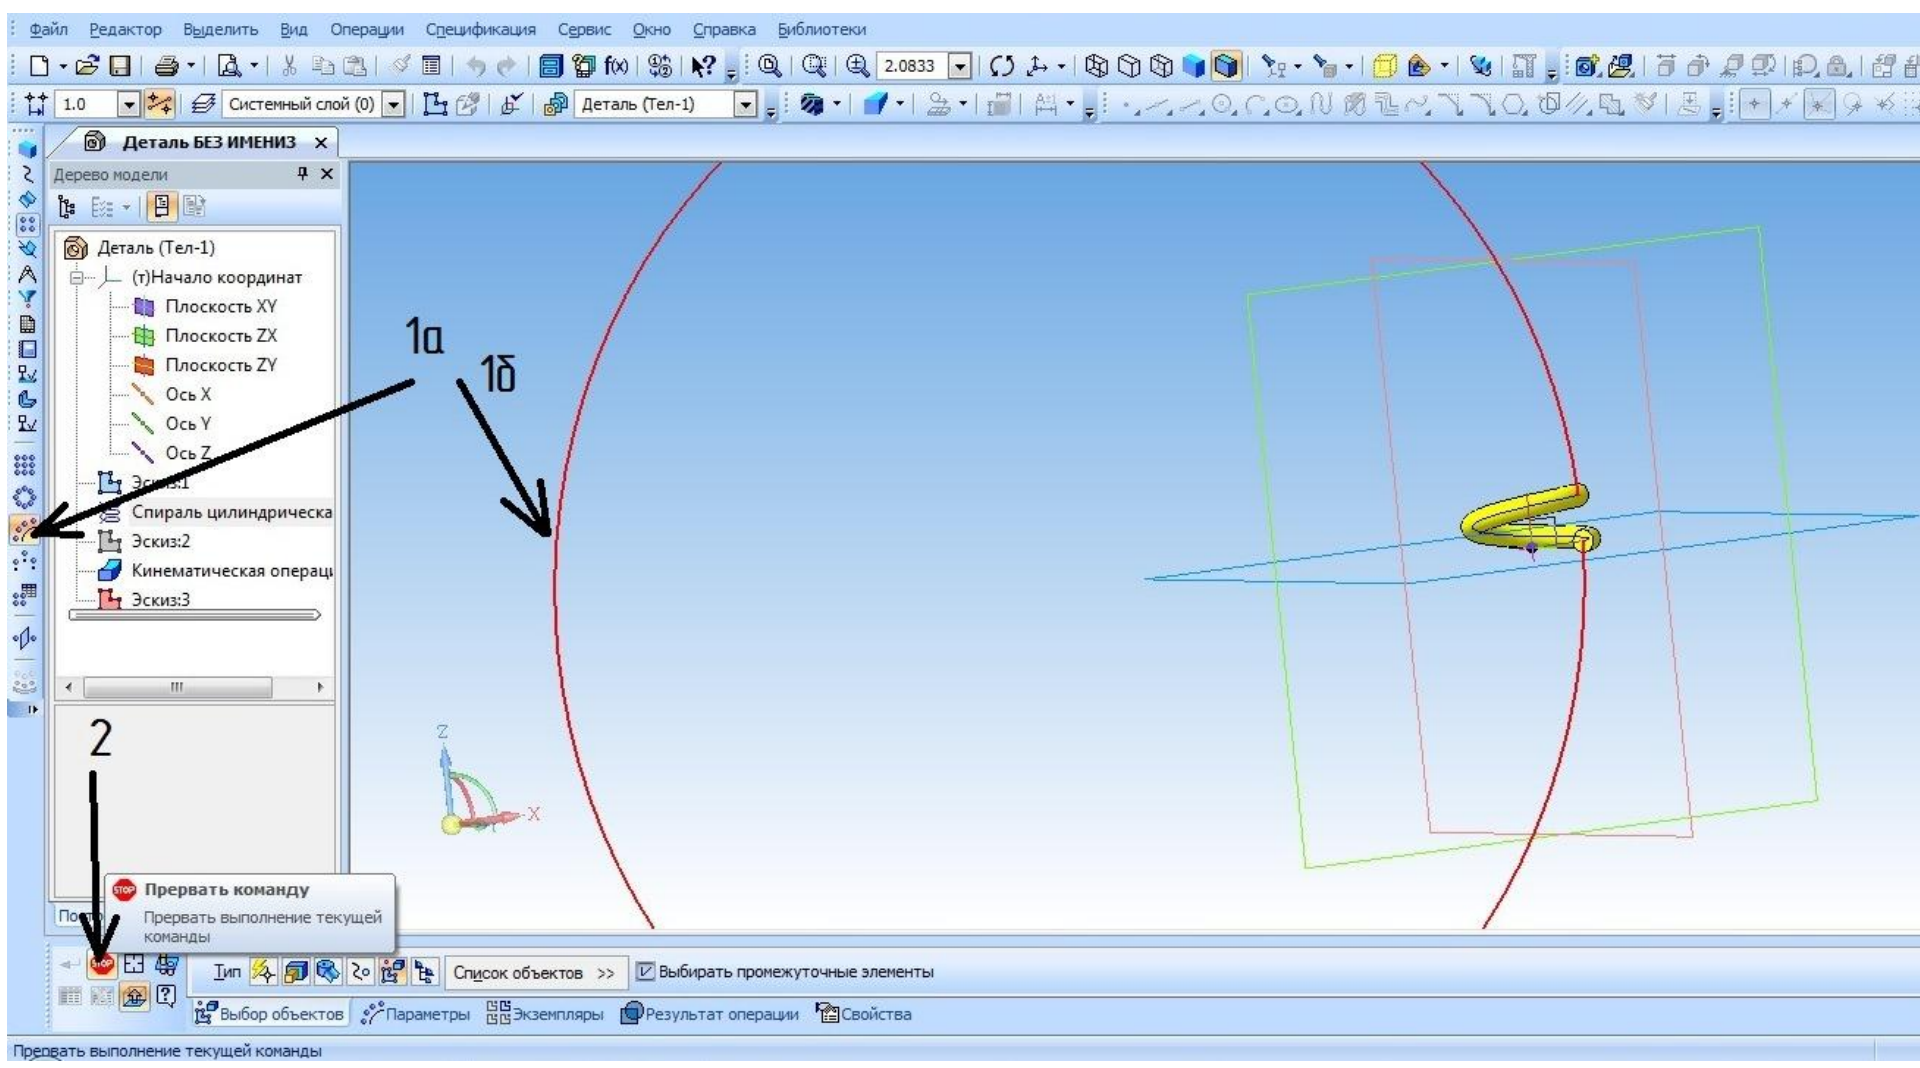 Файл Редактор Выделить Вид Операции Спецификация Сервис Окно Справка Библиотеки
2.0833
1.0 Системный слой (0) Деталь (Тел-1)
Деталь БЕЗ ИМЕНИ3
Дерево модели
Деталь (Тел-1)
(т)Начало координат
Плоскость XY
Плоскость ZX
Плоскость ZY
Ось X
Ось Y
Ось Z
Эскиз:1
Спираль цилиндрическа
Эскиз:2
Кинематическая операци
Эскиз:3
1а
1б
Z
X
2
STOP Прервать команду
Прервать выполнение текущей
команды
STOP
Тип Список объектов >> Выбирать промежуточные элементы
Выбор объектов Параметры Экземпляры Результат операции Свойства
Прервать выполнение текущей команды